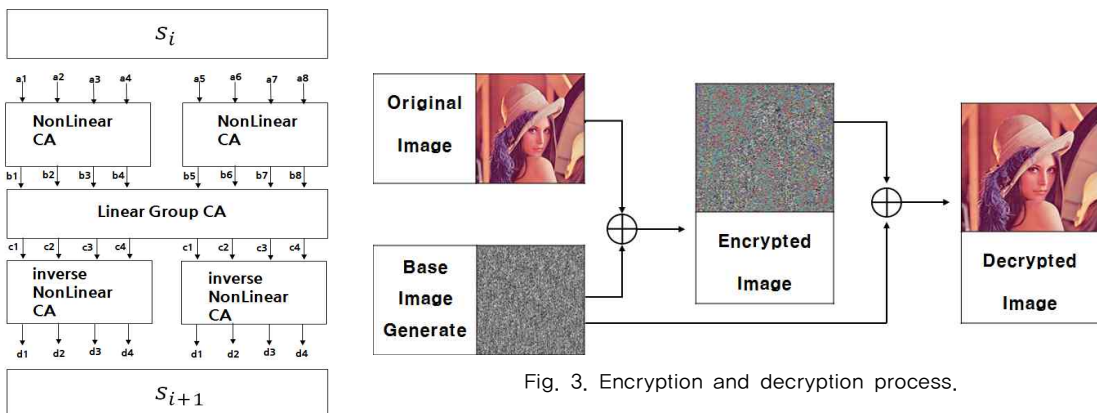 S_i
a1 a2 a3 a4 a5 a6 a7 a8
NonLinear
CA
NonLinear
CA
b1 b2 b3 b4 b5 b6 b7 b8
Linear Group CA
c1 c2 c3 c4 c1 c2 c3 c4
inverse
NonLinear
CA
inverse
NonLinear
CA
d1 d2 d3 d4 d1 d2 d3 d4
S_{i+1}
Original
Image
Base
Image
Generate
Encrypted
Image
Decrypted
Image
Fig. 3. Encryption and decryption process.